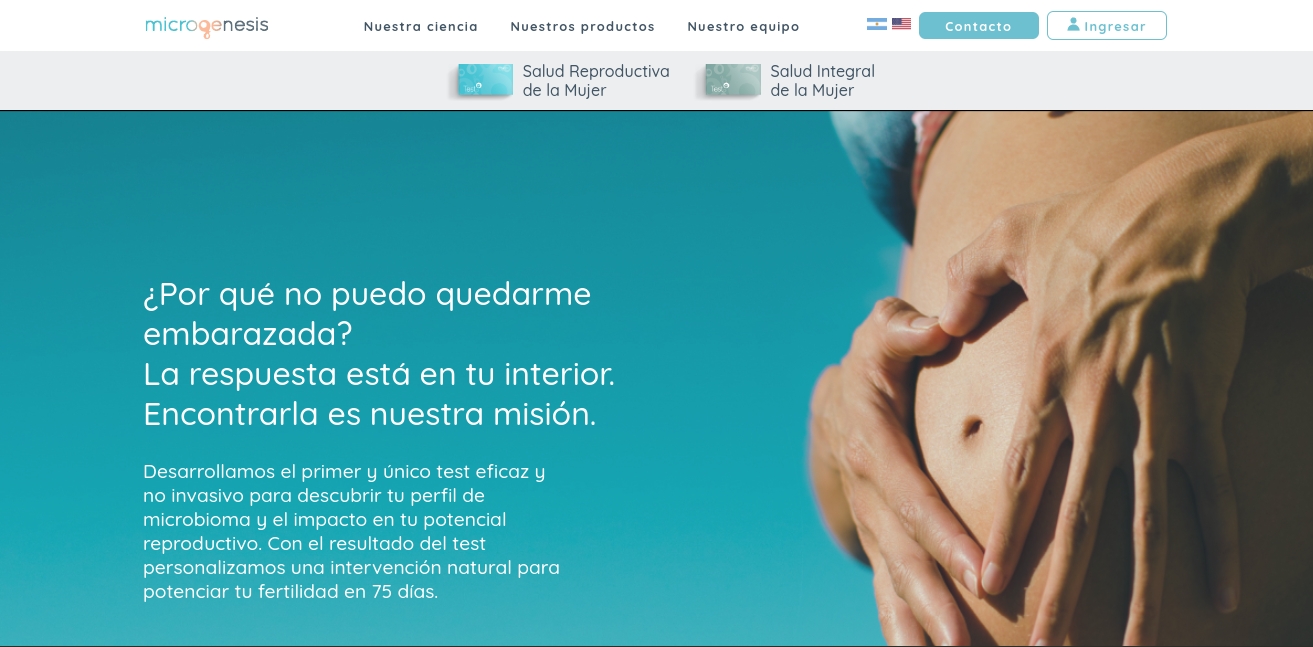 microgenesis
Nuestra ciencia
Nuestros productos
Nuestro equipo
Contacto
Ingresar
Salud Reproductiva
de la Mujer
Salud Integral
de la Mujer
¿Por qué no puedo quedarme
embarazada?
La respuesta está en tu interior.
Encontrarla es nuestra misión.
Desarrollamos el primer y único test eficaz y
no invasivo para descubrir tu perfil de
microbioma y el impacto en tu potencial
reproductivo. Con el resultado del test
personalizamos una intervención natural para
potenciar tu fertilidad en 75 días.